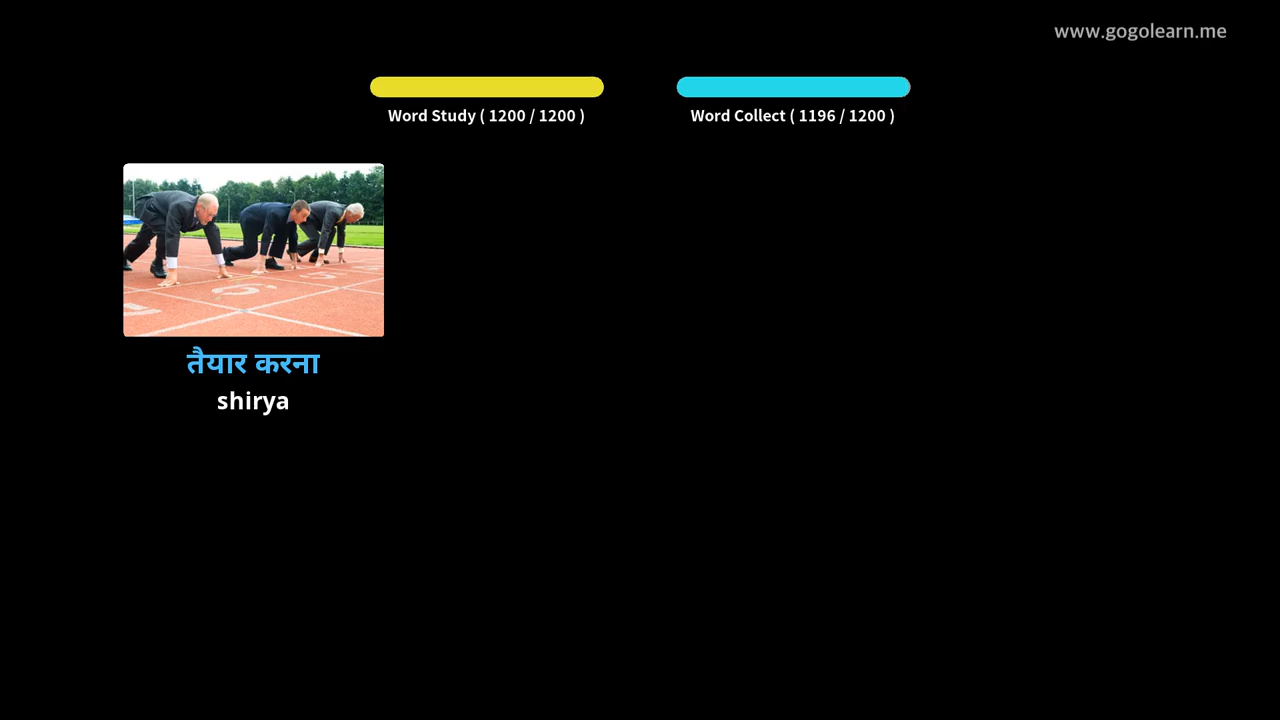 www.gogolearn.me
Word Study ( 1200 / 1200 )
Word Collect ( 1196 / 1200 )
तैयार करना
shirya